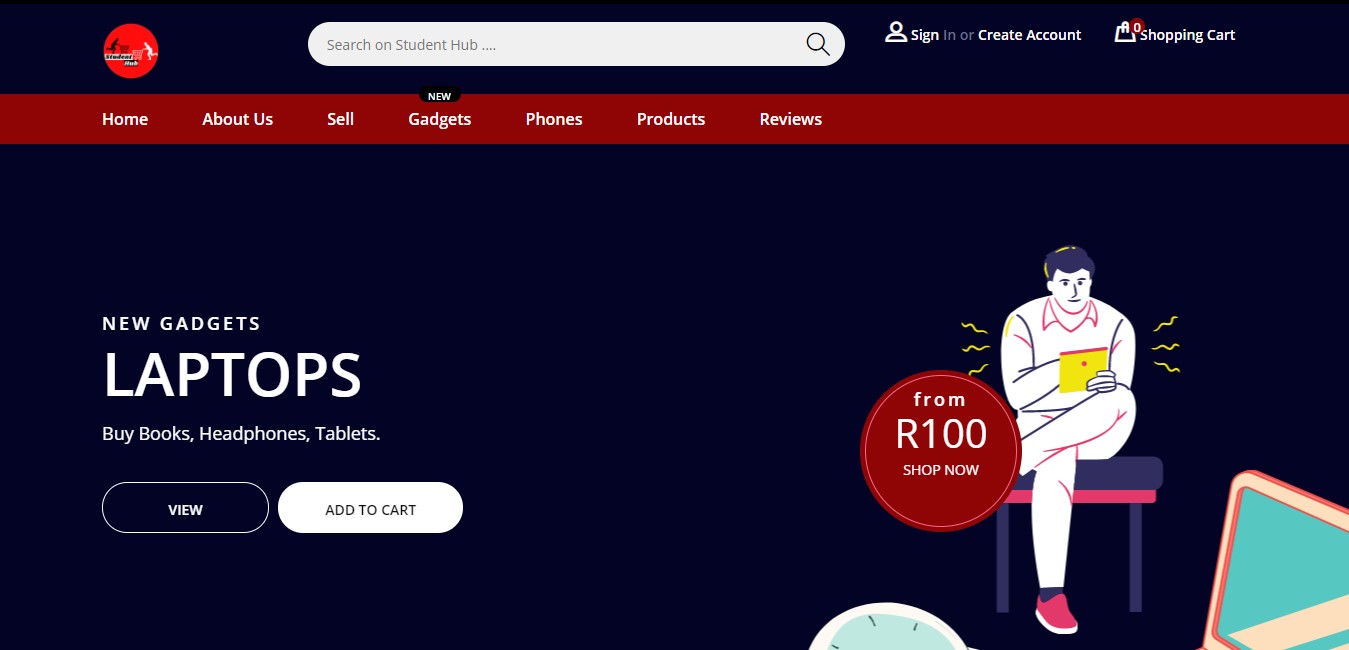 Student
Hub
Search on Student Hub ....
Sign In or Create Account
0
Shopping Cart
NEW
Home About Us Sell Gadgets Phones Products Reviews
NEW GADGETS
LAPTOPS
Buy Books, Headphones, Tablets.
VIEW ADD TO CART
from
R100
SHOP NOW